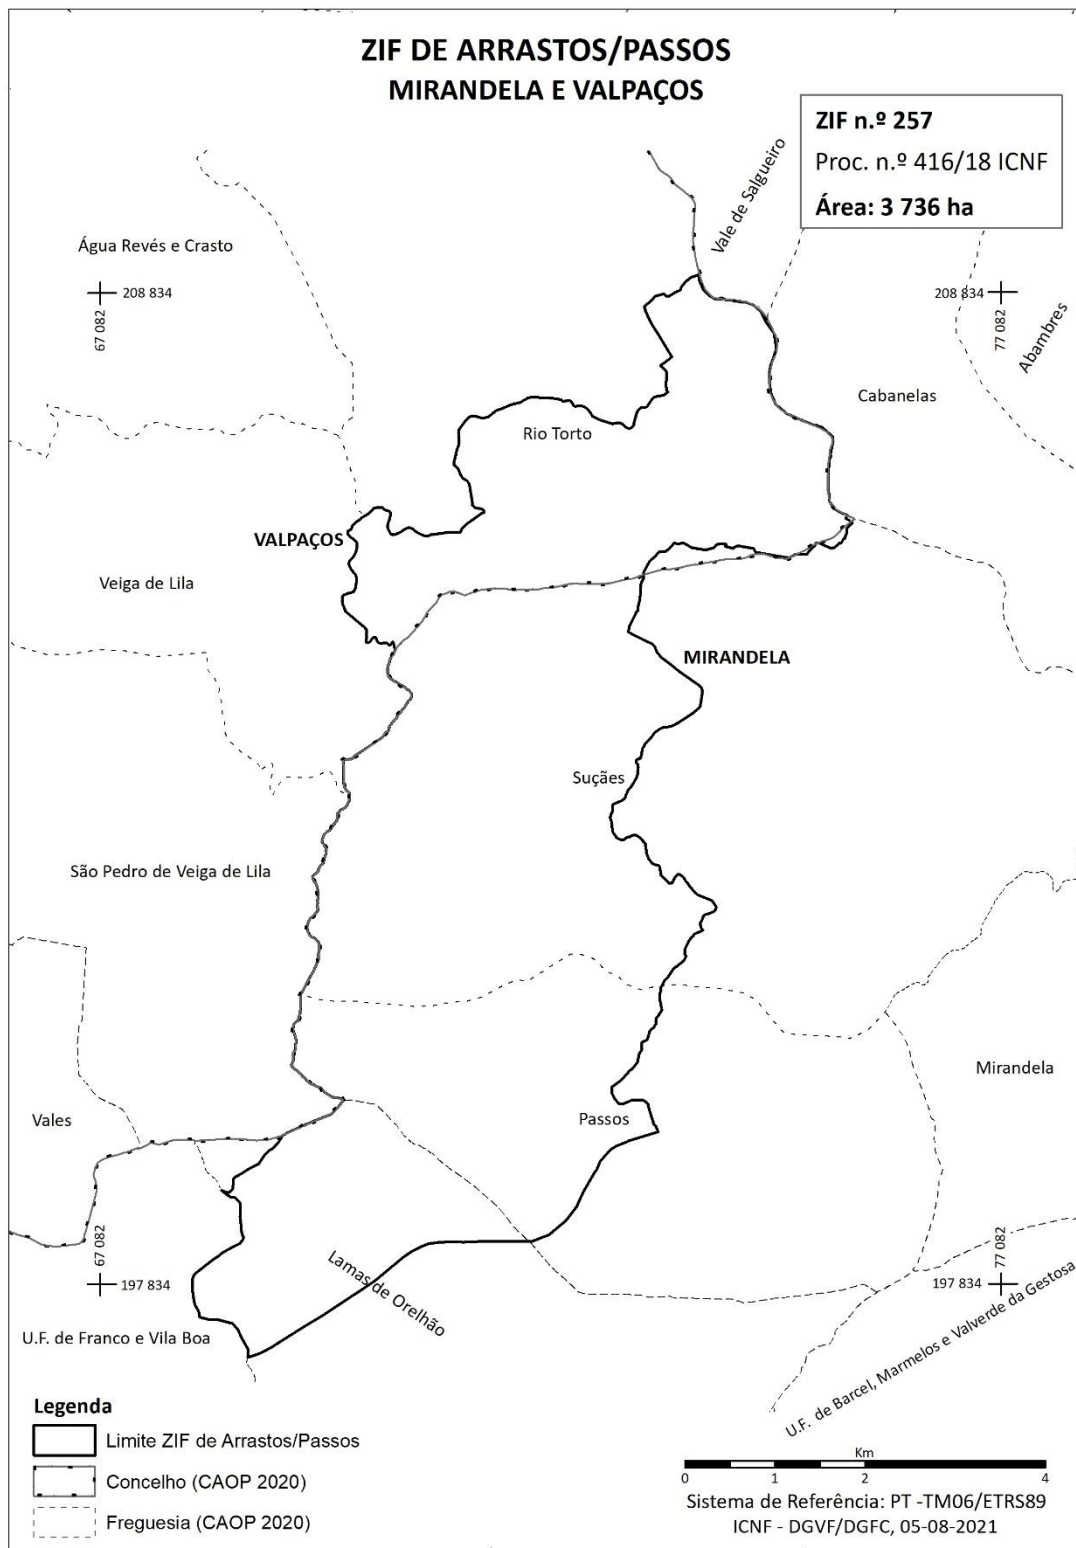 ZIF DE ARRASTOS/PASSOS
MIRANDELA E VALPAÇOS
ZIF n.º 257
Proc. n.º 416/18 ICNF
Área: 3 736 ha
Vale de Salgueiro
Água Revés e Crasto
208 834
67 082
208 834
77 082
Abambres
Cabanelas
Rio Torto
VALPAÇOS
Veiga de Lila
MIRANDELA
Suçães
São Pedro de Veiga de Lila
Mirandela
Vales
Passos
67 082
197 834
77 082
197 834
Lamas de Orelhão
U.F. de Franco e Vila Boa
U.F. de Barcel, Marmelos e Valverde da Gestosa
Legenda
Limite ZIF de Arrastos/Passos
Concelho (CAOP 2020)
Freguesia (CAOP 2020)
Km
0 1 2 4
Sistema de Referência: PT -TM06/ETRS89
ICNF - DGVF/DGFC, 05-08-2021